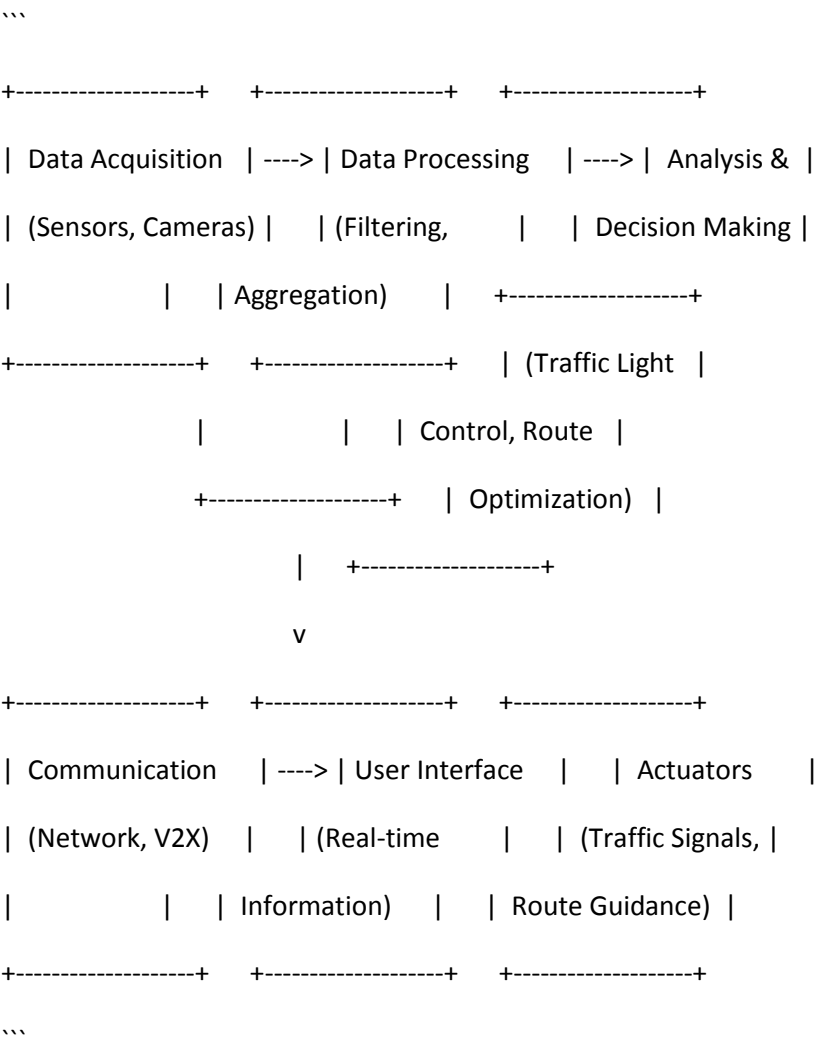 ```
+--------------------+ +--------------------+ +--------------------+
| Data Acquisition | ----> | Data Processing | ----> | Analysis & |
| (Sensors, Cameras) | | (Filtering, | | Decision Making |
| | | Aggregation) | +--------------------+
+--------------------+ +--------------------+ | (Traffic Light |
| | | Control, Route |
+--------------------+ | Optimization) |
| +--------------------+
v
+--------------------+ +--------------------+ +--------------------+
| Communication | ----> | User Interface | | Actuators |
| (Network, V2X) | | (Real-time | | (Traffic Signals, |
| | | Information) | | Route Guidance) |
+--------------------+ +--------------------+ +--------------------+
```